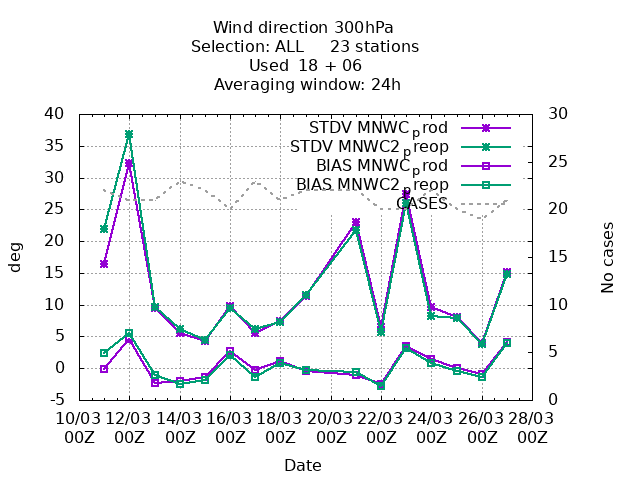 Wind direction 300hPa
Selection: ALL 23 stations
Used 18 + 06
Averaging window: 24h
40
35
30
25
20
15
10
5
0
-5
deg
30
25
20
15
10
5
0
No cases
STDV MNWC_prod
STDV MNWC2_preop
BIAS MNWC_prod
BIAS MNWC2_preop
CASES
10/03 12/03 14/03 16/03 18/03 20/03 22/03 24/03 26/03 28/03
00Z 00Z 00Z 00Z 00Z 00Z 00Z 00Z 00Z 00Z
Date